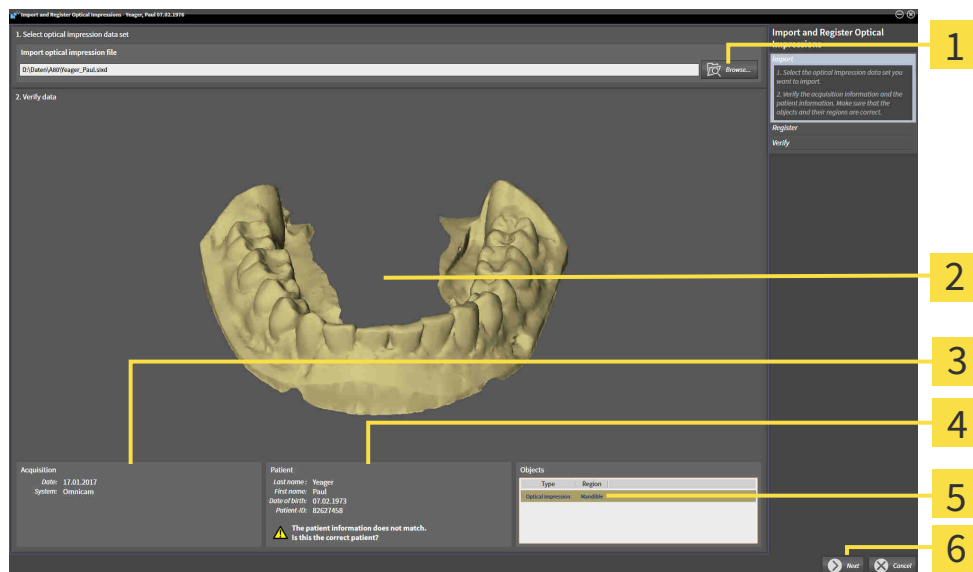 Import and Register Optical Impressions - Yeager, Paul 07.02.1976
1. Select optical impression data set
Import optical impression file
D:\Daten\A80\Yeager_Paul.sixd
Browse...
2. Verify data
Import and Register Optical
Impressions
Import
1. Select the optical impression data set you
want to import.
2. Verify the acquisition information and the
patient information. Make sure that the
objects and their regions are correct.
Register
Verify
1
2
3
4
5
6
Acquisition
Date: 17.01.2017
System: Omnicam
Patient
Last name: Yeager
First name: Paul
Date of birth: 07.02.1973
Patient-ID: 82627458
The patient information does not match.
Is this the correct patient?
Objects
Type Region
Optical impression Mandible
Next
Cancel